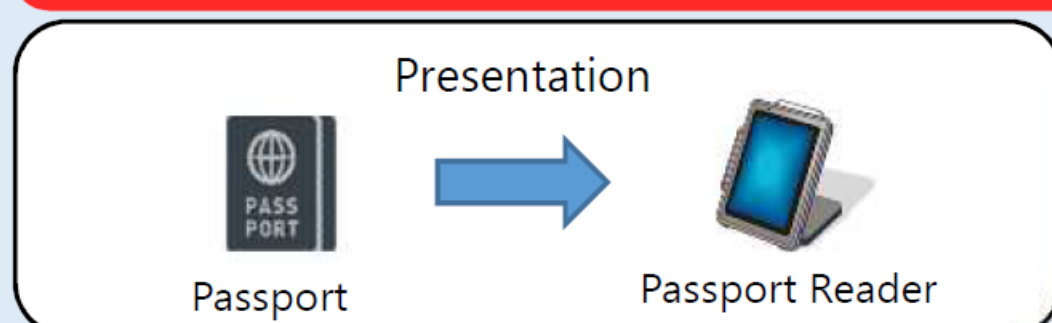 Presentation
PASS
PORT
Passport
Passport Reader